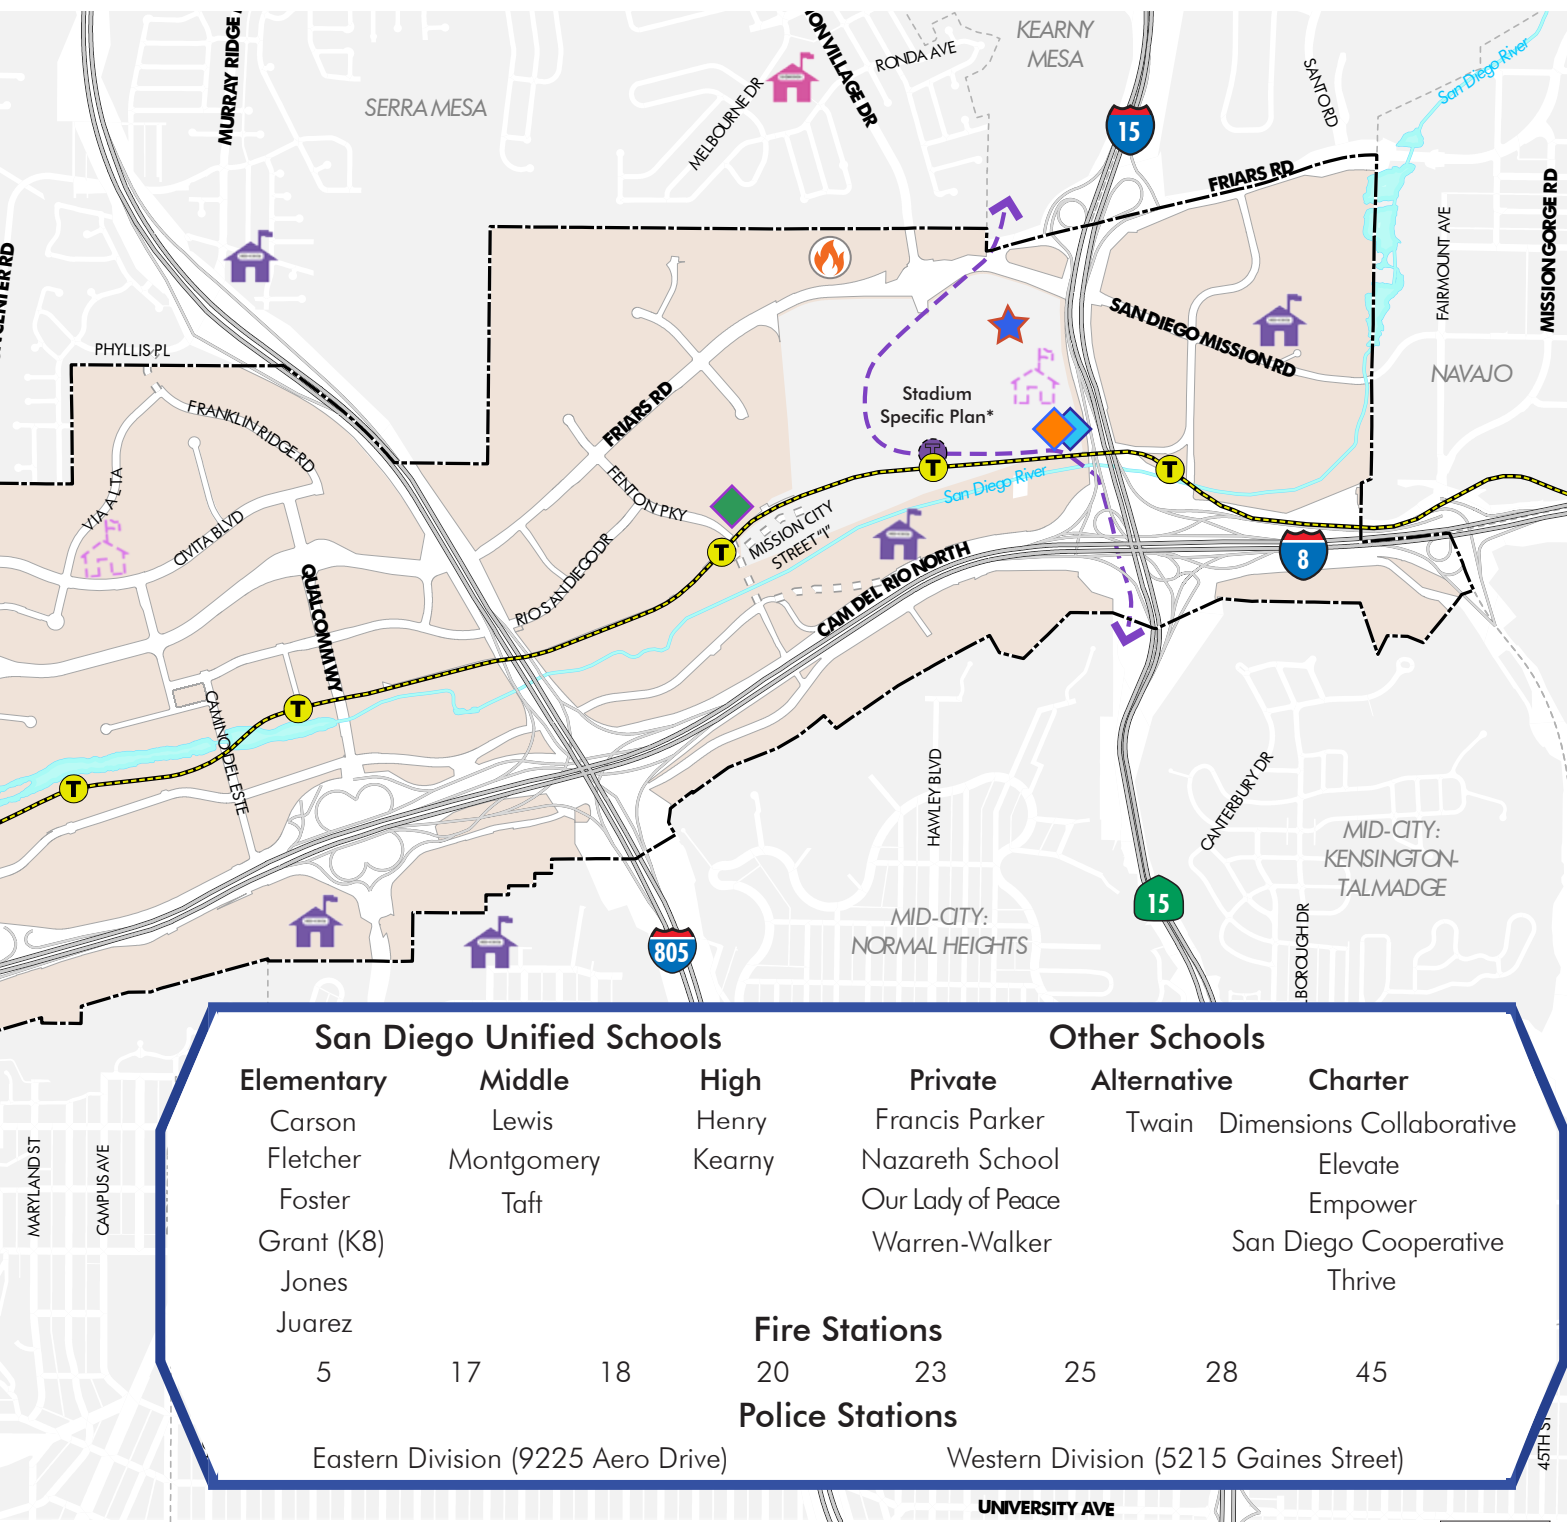 MURRAY RIDGE
SERRA MESA
MELBOURNE DR
RONDA AVE
KEARNY
MESA
15
SANTO RD
San Diego River
FRIARS RD
FAIRMOUNT AVE
MISSION GORGE RD
PHYLLIS PL
FRANKLIN RIDGE RD
VIA ALTA
CIVITA BLVD
QUALCOMM WY
FRIARS RD
FENTON PKY
RIO SAN DIEGO DR
MISSION CITY
STREET "I"
Stadium
Specific Plan*
SAN DIEGO MISSION RD
NAVAJO
San Diego River
CAM DEL RIO NORTH
8
T
T
T
T
T
T
CAMINO DEL ESTE
HAWLEY BLVD
CANTERBURY DR
MID-CITY:
KENSINGTON-
TALMADGE
MID-CITY:
NORMAL HEIGHTS
15
805
MARYLAND ST
CAMPUS AVE
45TH ST
San Diego Unified Schools
Other Schools
Elementary Middle High Private Alternative Charter
Carson Lewis Henry Francis Parker Twain Dimensions Collaborative
Fletcher Montgomery Kearny Nazareth School Elevate
Foster Taft Our Lady of Peace Empower
Grant (K8) Warren-Walker San Diego Cooperative
Jones Thrive
Juarez
Fire Stations
5 17 18 20 23 25 28 45
Police Stations
Eastern Division (9225 Aero Drive) Western Division (5215 Gaines Street)
UNIVERSITY AVE